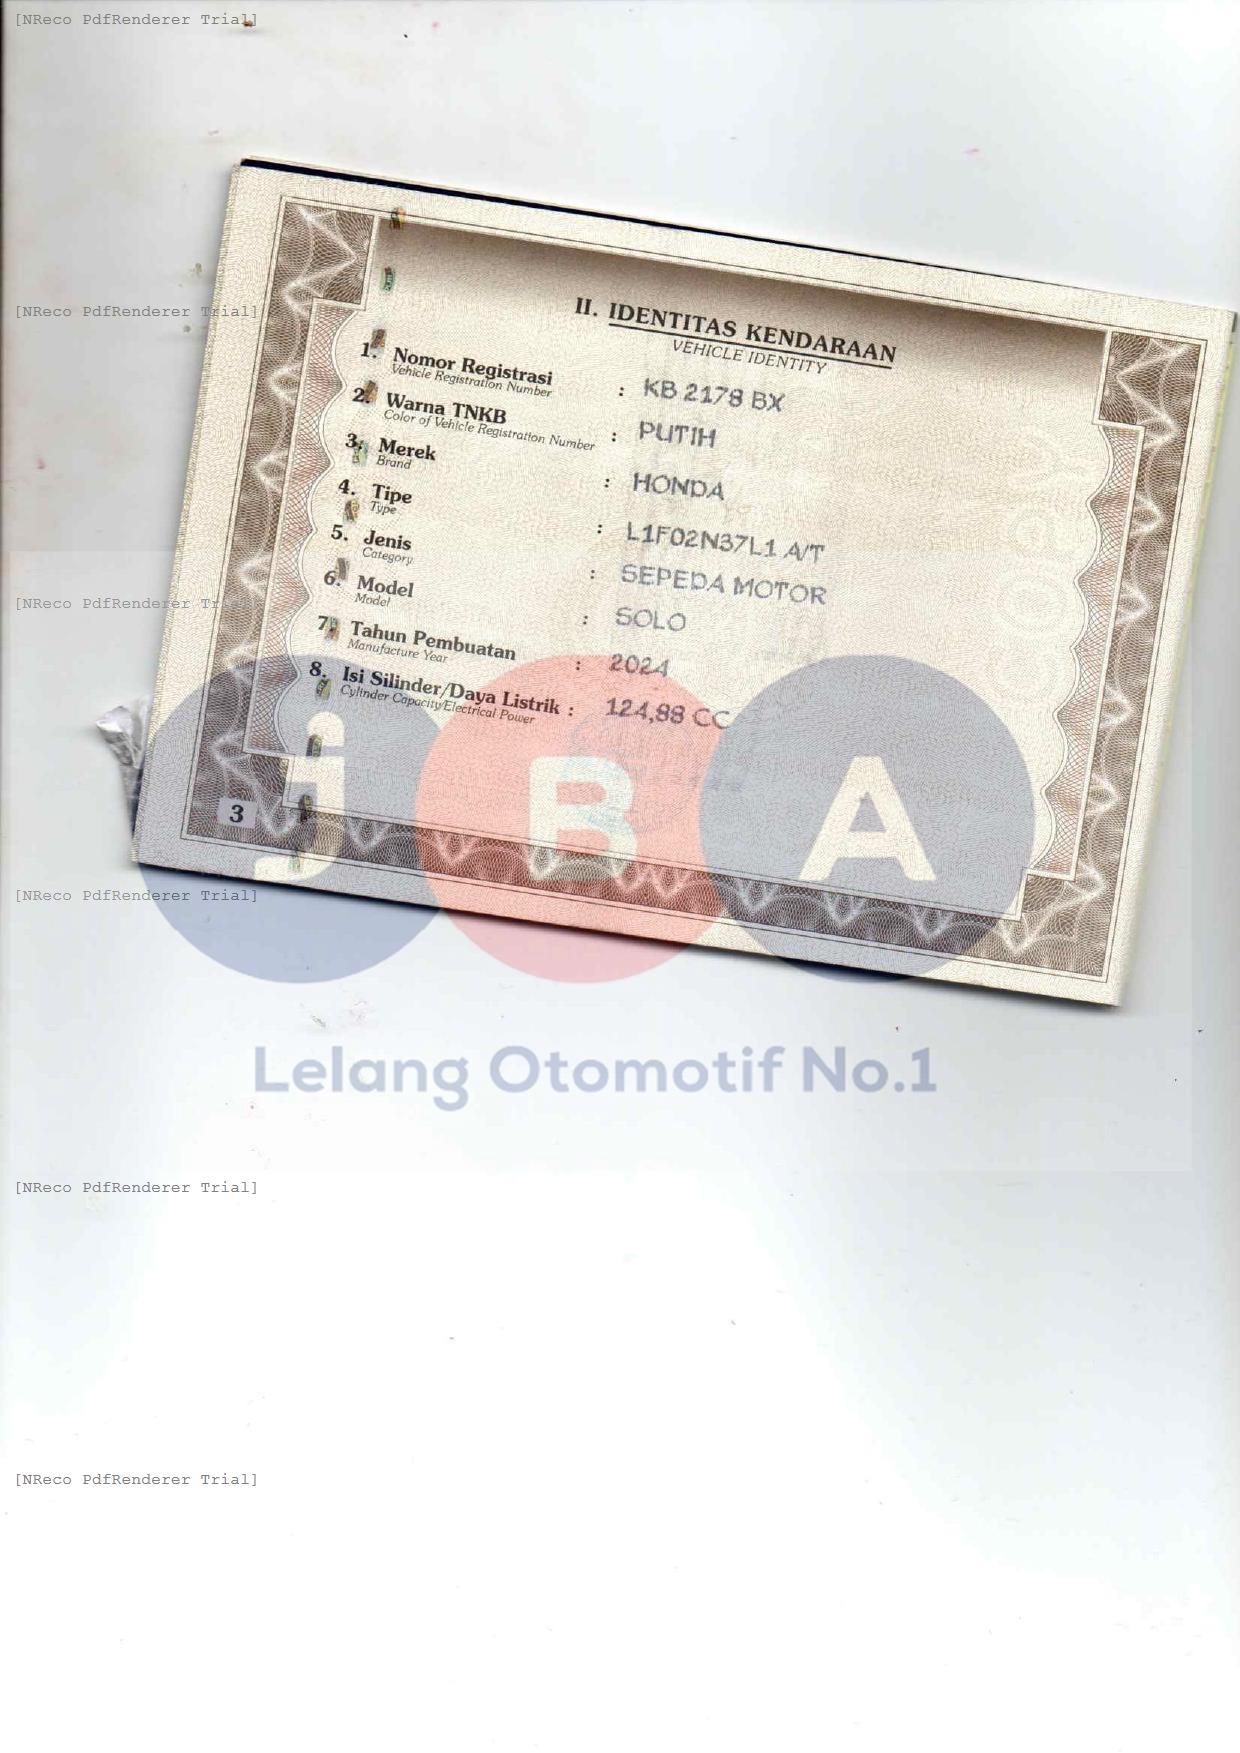 [NReco PdfRenderer Trial]
[NReco PdfRenderer Trial]
II. IDENTITAS KENDARAAN
VEHICLE IDENTITY
1. Nomor Registrasi : KB 2178 BX
Vehicle Registration Number
2. Warna TNKB : PUTIH
Color of Vehicle Registration Number
3. Merek : HONDA
Brand
4. Tipe : L1F02N37L1 A/T
Type
5. Jenis : SEPEDA MOTOR
Category
6. Model : SOLO
Model
[NReco PdfRenderer Trial]
7. Tahun Pembuatan : 2024
Manufacture Year
8. Isi Silinder/Daya Listrik : 124,88 CC
Cylinder Capacity/Electrical Power
3
jBA
[NReco PdfRenderer Trial]
Lelang Otomotif No.1
[NReco PdfRenderer Trial]
[NReco PdfRenderer Trial]